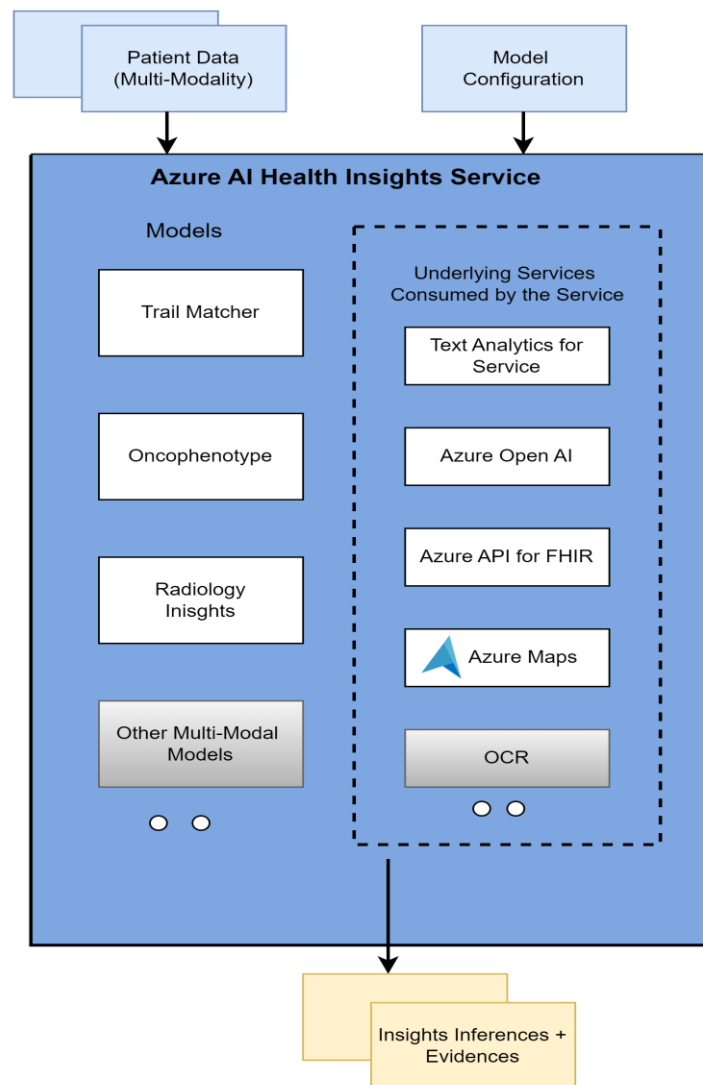 Patient Data
(Multi-Modality)
Model
Configuration
Azure AI Health Insights Service
Models
Trail Matcher
Oncophenotype
Radiology
Inisghts
Other Multi-Modal
Models
Underlying Services
Consumed by the Service
Text Analytics for
Service
Azure Open AI
Azure API for FHIR
Azure Maps
OCR
Insights Inferences +
Evidences